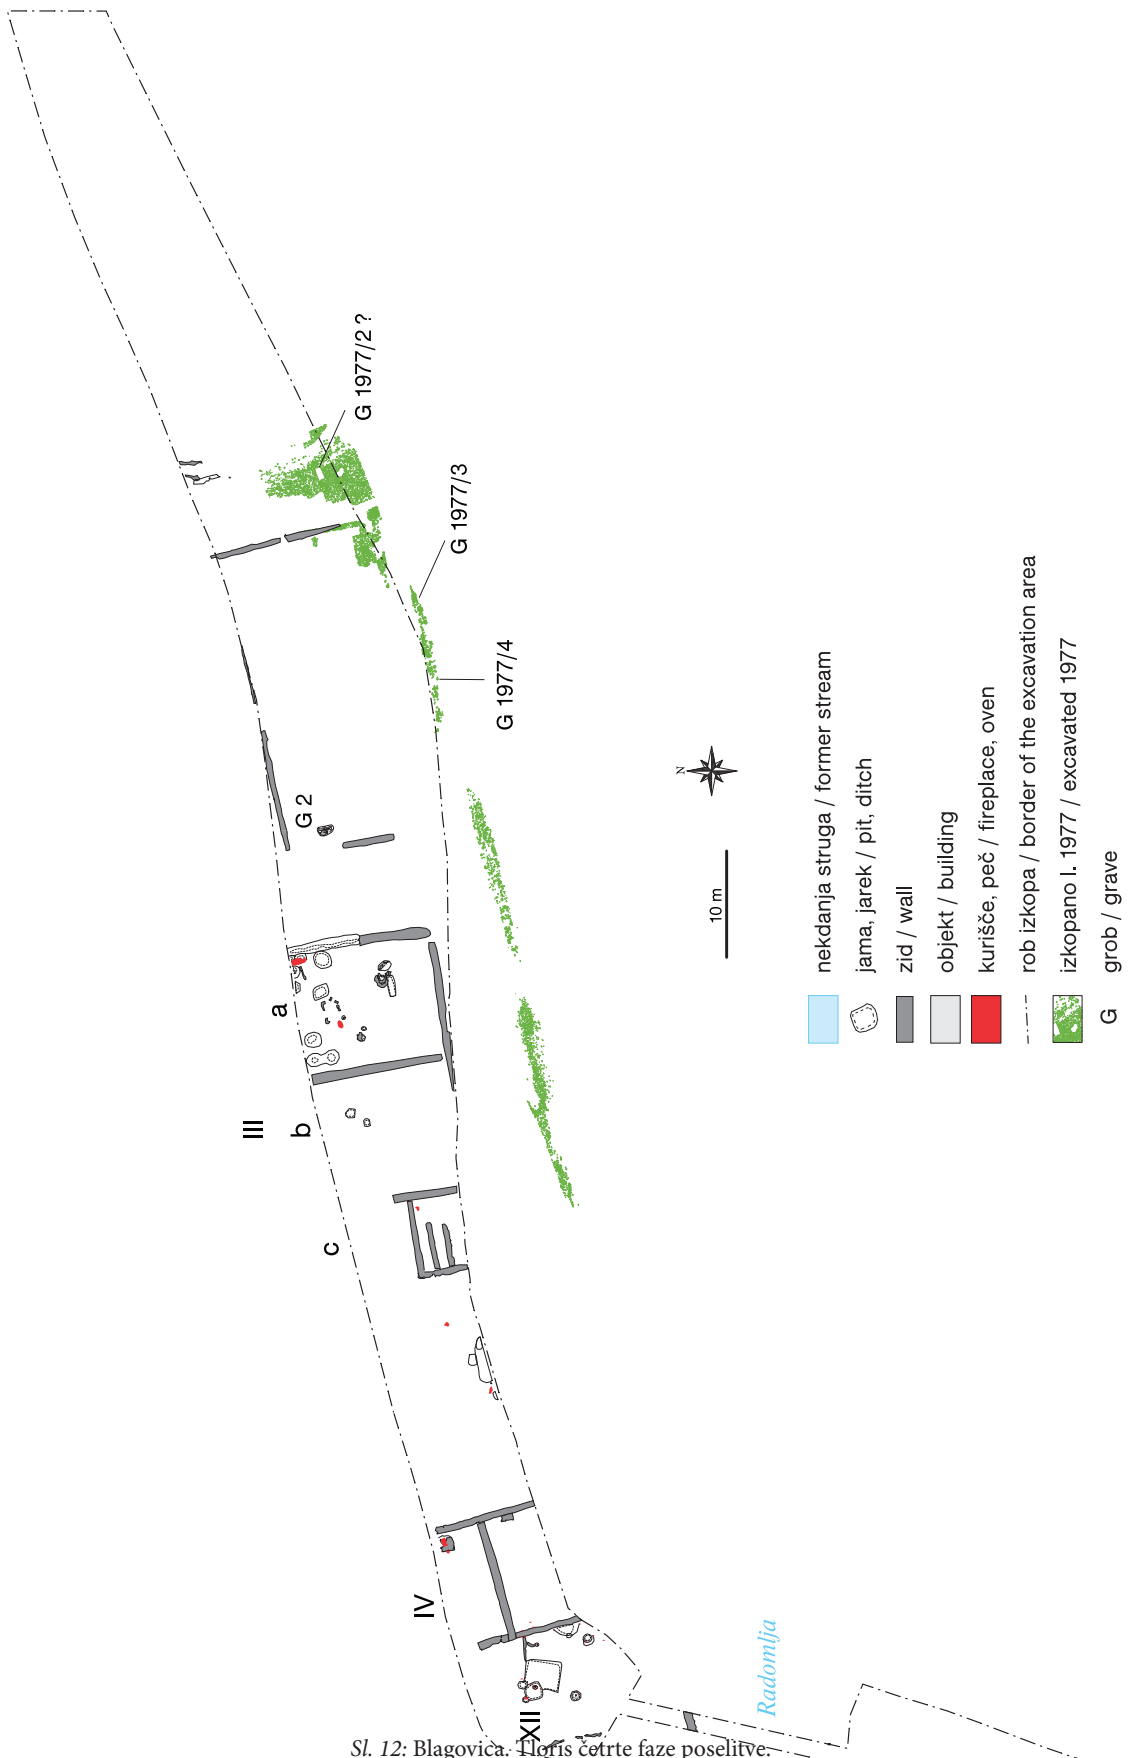 G 1977/2 ?
G 1977/3
G 1977/4
G 2
a
III
b
c
IV
XII
N
10 m
Radomlja
nekdanja struga / former stream
jama, jarek / pit, ditch
zid / wall
objekt / building
kurišče, peč / fireplace, oven
rob izkopa / border of the excavation area
izkopano l. 1977 / excavated 1977
G grob / grave
Sl. 12: Blagovica. Tloris četrte faze poselitve.